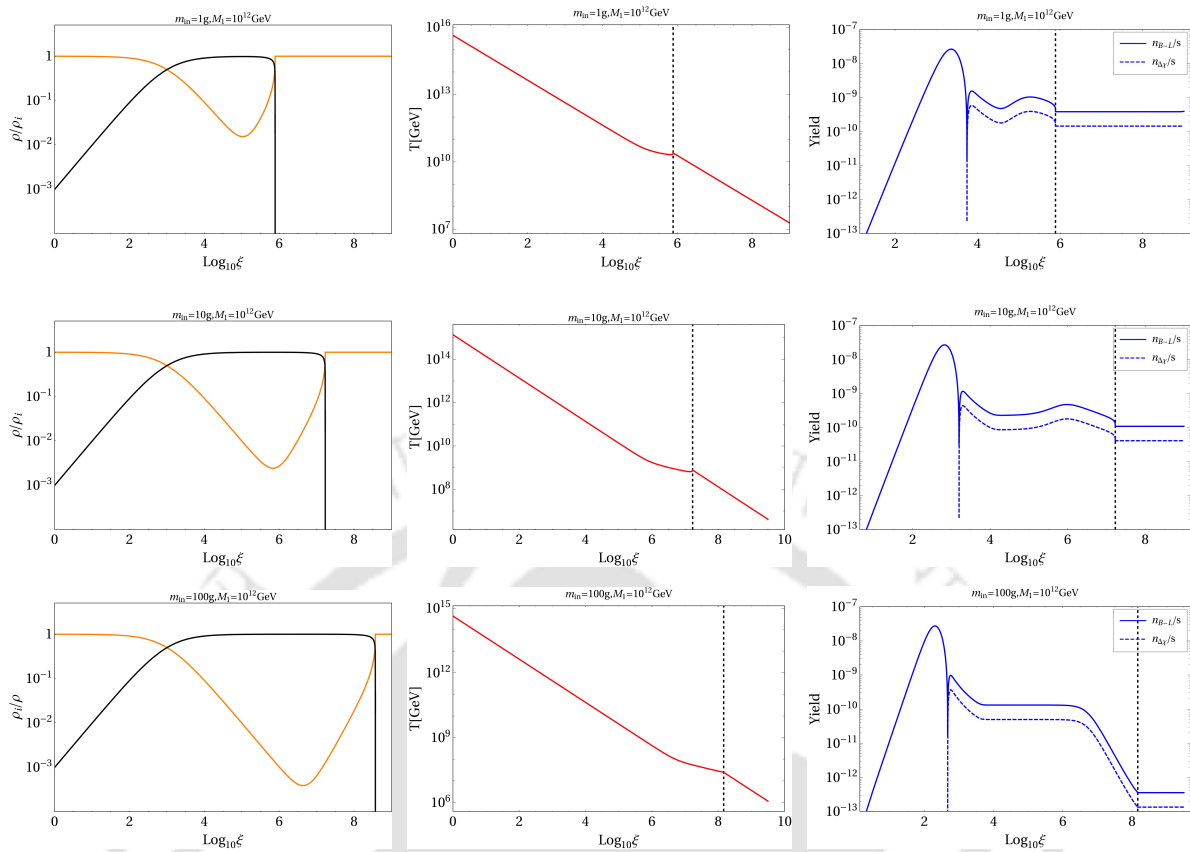 m_in=1g,M_1=10^12GeV
ρ/ρ_i
1
10^-1
10^-2
10^-3
0 2 4 6 8
Log_10ξ
m_in=1g,M_1=10^12GeV
T[GeV]
10^16
10^13
10^10
10^7
0 2 4 6 8
Log_10ξ
m_in=1g,M_1=10^12GeV
Yield
10^-7
10^-8
10^-9
10^-10
10^-11
10^-12
10^-13
n_B-L/s
n_Δχ/s
2 4 6 8
Log_10ξ
m_in=10g,M_1=10^12GeV
ρ/ρ_i
1
10^-1
10^-2
10^-3
0 2 4 6 8
Log_10ξ
m_in=10g,M_1=10^12GeV
T[GeV]
10^14
10^12
10^10
10^8
0 2 4 6 8 10
Log_10ξ
m_in=10g,M_1=10^12GeV
Yield
10^-7
10^-8
10^-9
10^-10
10^-11
10^-12
10^-13
n_B-L/s
n_Δχ/s
2 4 6 8
Log_10ξ
m_in=100g,M_1=10^12GeV
ρ_i/ρ
1
10^-1
10^-2
10^-3
0 2 4 6 8
Log_10ξ
m_in=100g,M_1=10^12GeV
T[GeV]
10^15
10^12
10^9
10^6
0 2 4 6 8 10
Log_10ξ
m_in=100g,M_1=10^12GeV
Yield
10^-7
10^-8
10^-9
10^-10
10^-11
10^-12
10^-13
n_B-L/s
n_Δχ/s
0 2 4 6 8
Log_10ξ